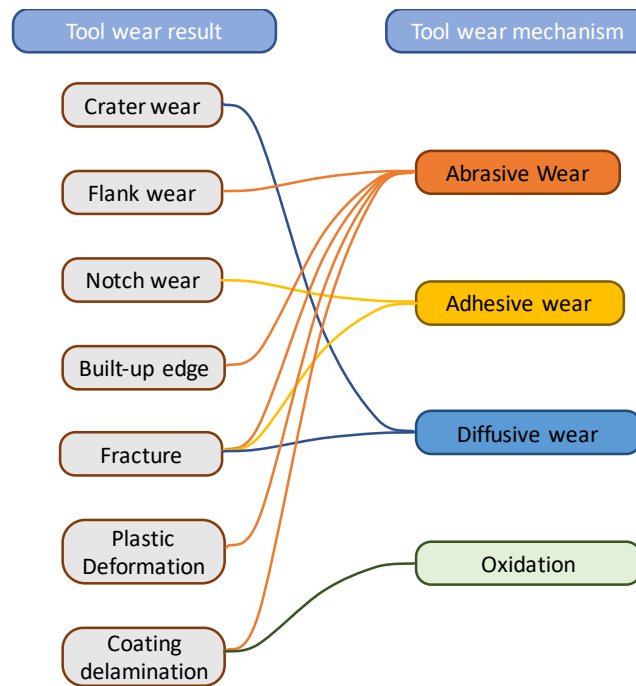 Tool wear result
Tool wear mechanism
Crater wear
Flank wear
Notch wear
Built-up edge
Fracture
Plastic
Deformation
Coating
delamination
Abrasive Wear
Adhesive wear
Diffusive wear
Oxidation